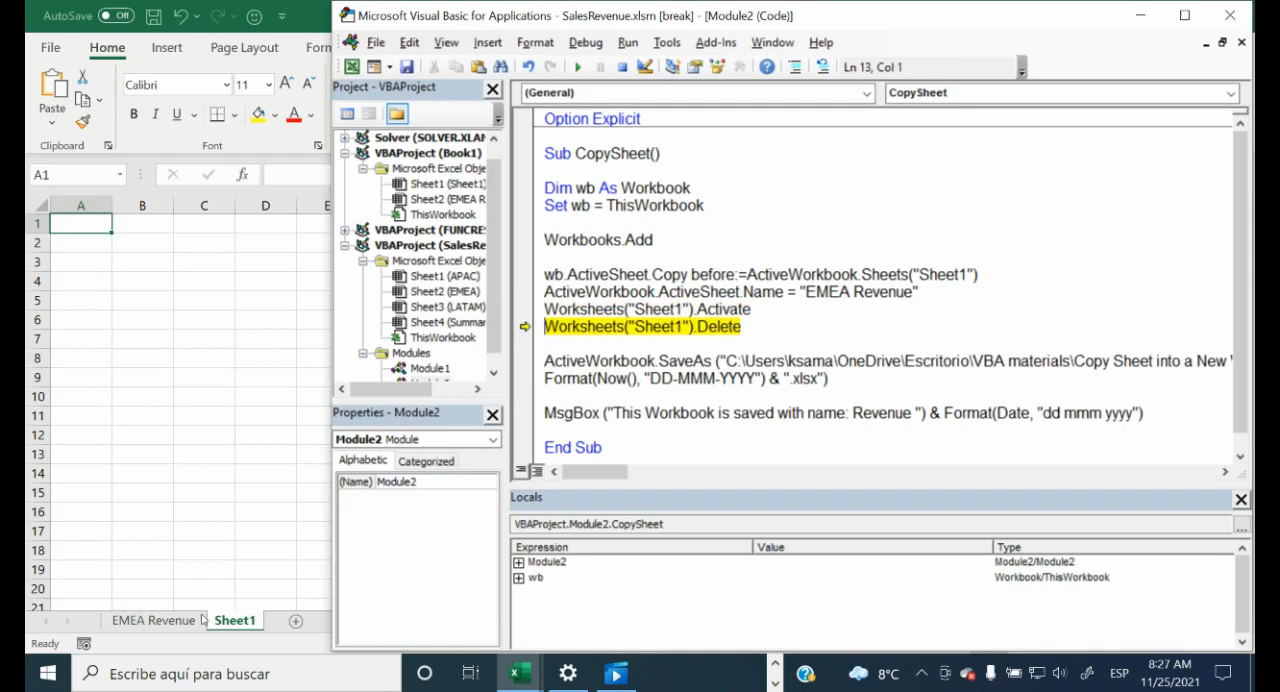 AutoSave Off
File Home Insert Page Layout Form
Paste
Calibri 11
B I U A
Clipboard Font
A1 fx
A B C D E
1
2
3
4
5
6
7
8
9
10
11
12
13
14
15
16
17
18
19
20
21
EMEA Revenue Sheet1
Ready
Microsoft Visual Basic for Applications - SalesRevenue.xlsm [break] - [Module2 (Code)]
File Edit View Insert Format Debug Run Tools Add-Ins Window Help
Ln 13, Col 1
Project - VBAProject
Solver (SOLVER.XLAM
VBAProject (Book1)
Microsoft Excel Obje
Sheet1 (Sheet1)
Sheet2 (EMEA R
ThisWorkbook
VBAProject (FUNCRE
VBAProject (SalesRe
Microsoft Excel Obje
Sheet1 (APAC)
Sheet2 (EMEA)
Sheet3 (LATAM)
Sheet4 (Summar
ThisWorkbook
Modules
Module1
Properties - Module2
Module2 Module
Alphabetic Categorized
(Name) Module2
(General) CopySheet
Option Explicit
Sub CopySheet()
Dim wb As Workbook
Set wb = ThisWorkbook
Workbooks.Add
wb.ActiveSheet.Copy before:=ActiveWorkbook.Sheets("Sheet1")
ActiveWorkbook.ActiveSheet.Name = "EMEA Revenue"
Worksheets("Sheet1").Activate
Worksheets("Sheet1").Delete
ActiveWorkbook.SaveAs ("C:\Users\ksama\OneDrive\Escritorio\VBA materials\Copy Sheet into a New
Format(Now(), "DD-MMM-YYYY") & ".xlsx")
MsgBox ("This Workbook is saved with name: Revenue ") & Format(Date, "dd mmm yyyy")
End Sub
Locals
VBAProject.Module2.CopySheet
Expression Value Type
Module2 Module2/Module2
wb Workbook/ThisWorkbook
Escribe aquí para buscar
8°C
ESP
8:27 AM
11/25/2021